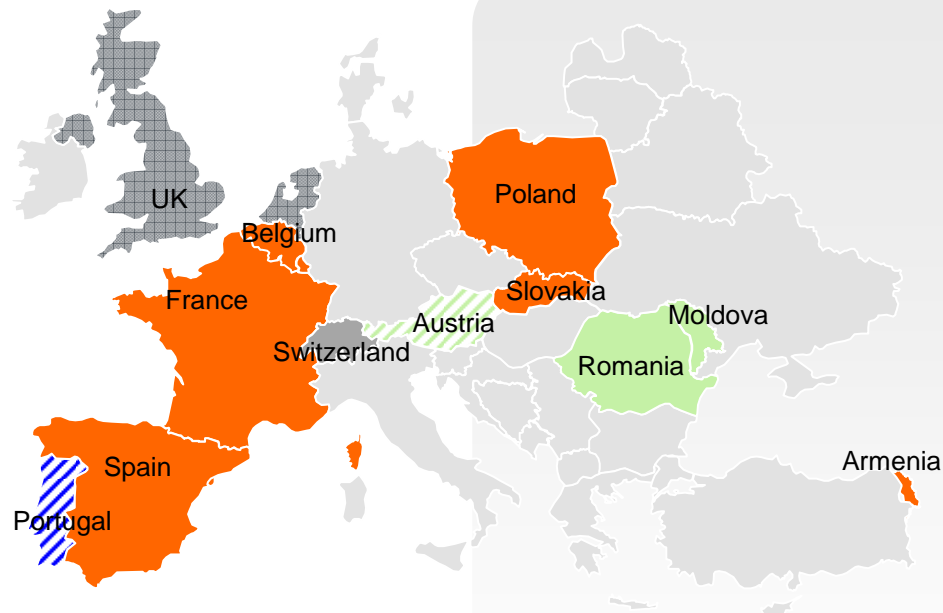 UK
Poland
Belgium
Slovakia
France
Moldova
Austria
Switzerland
Romania
Armenia
Spain
Portugal